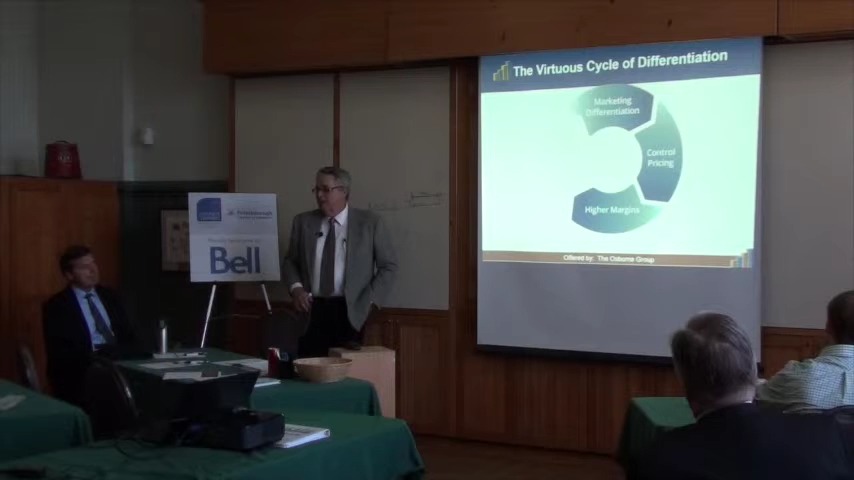 The Virtuous Cycle of Differentiation
Marketing
Differentiation
Control
Pricing
Higher Margins
Offered by: The Osborne Group
Bell